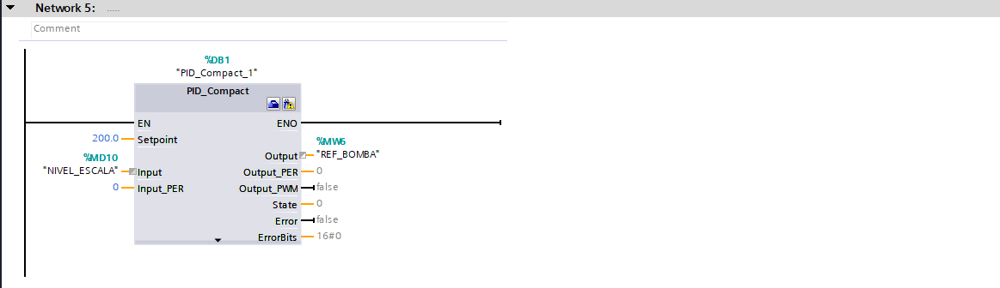 Network 5: .....
Comment
%DB1
"PID_Compact_1"
PID_Compact
EN ENO
200.0 Setpoint
%MW6
%MD10 Output "REF_BOMBA"
"NIVEL_ESCALA" Input Output_PER 0
0 Input_PER Output_PWM false
State 0
Error false
ErrorBits 16#0